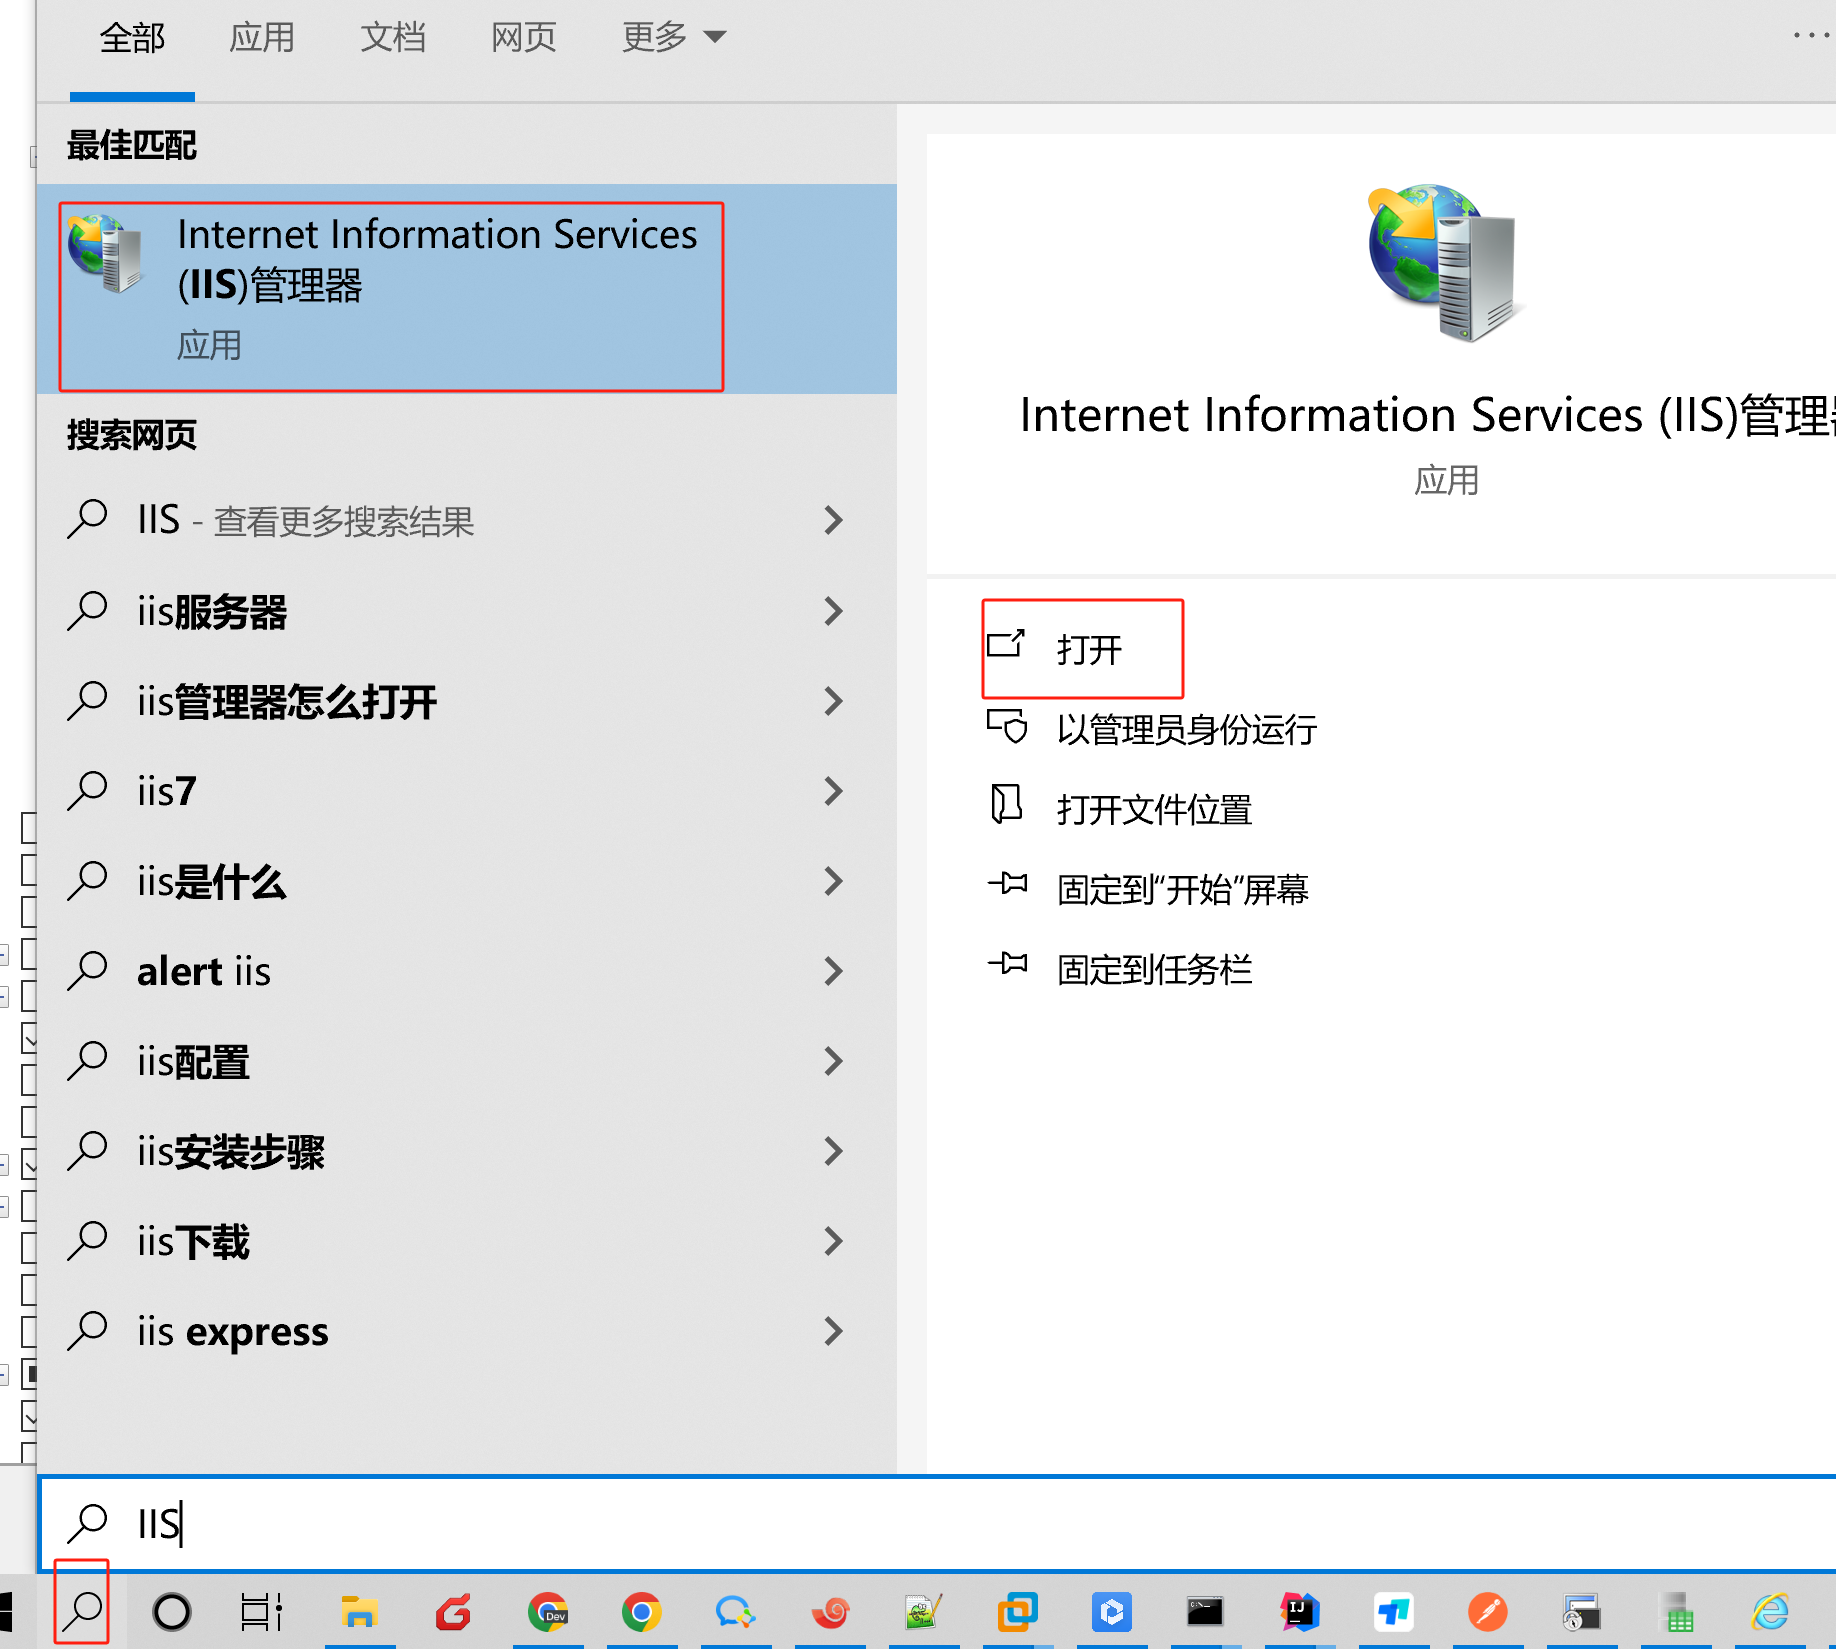 全部
应用
文档
网页
更多
最佳匹配
Internet Information Services
(IIS)管理器
应用
搜索网页
IIS - 查看更多搜索结果
iis服务器
iis管理器怎么打开
iis7
iis是什么
alert iis
iis配置
iis安装步骤
iis下载
iis express
Internet Information Services (IIS)管理器
应用
打开
以管理员身份运行
打开文件位置
固定到“开始”屏幕
固定到任务栏
IIS
Dev
IJ